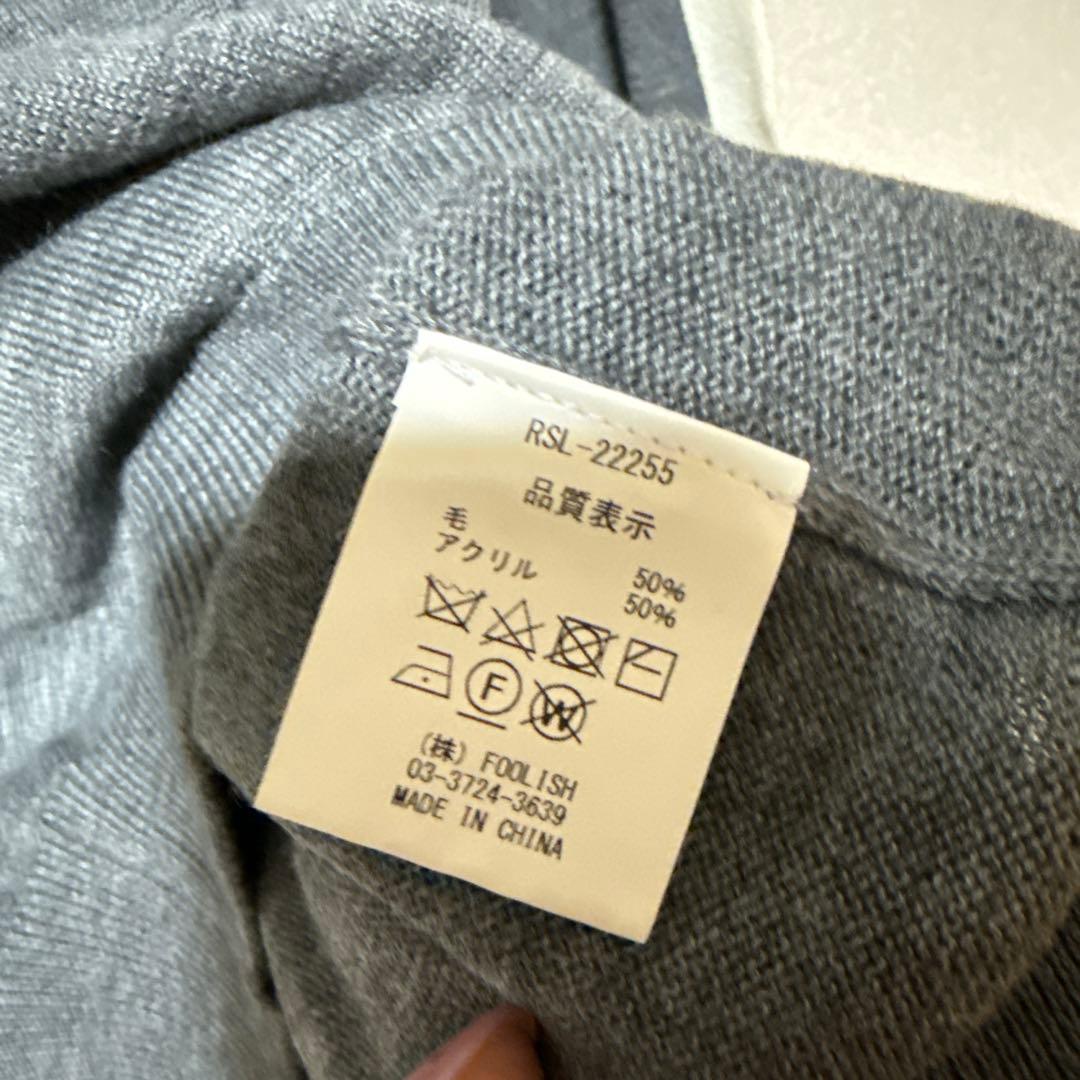 RSL-22255
品質表示
毛 50%
アクリル 50%
F W
(株) FOOLISH
03-3724-3639
MADE IN CHINA